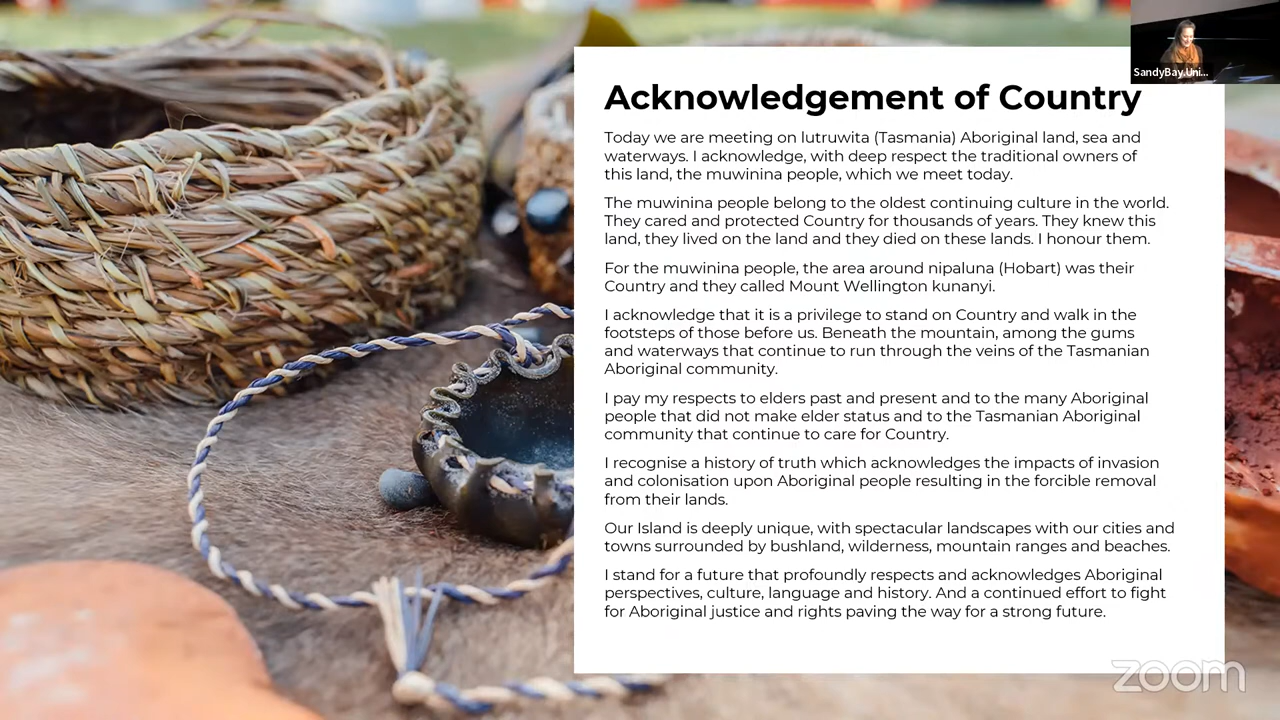 SandyBay.Uni...
Acknowledgement of Country
Today we are meeting on lutruwita (Tasmania) Aboriginal land, sea and
waterways. I acknowledge, with deep respect the traditional owners of
this land, the muwinina people, which we meet today.
The muwinina people belong to the oldest continuing culture in the world.
They cared and protected Country for thousands of years. They knew this
land, they lived on the land and they died on these lands. I honour them.
For the muwinina people, the area around nipaluna (Hobart) was their
Country and they called Mount Wellington kunanyi.
I acknowledge that it is a privilege to stand on Country and walk in the
footsteps of those before us. Beneath the mountain, among the gums
and waterways that continue to run through the veins of the Tasmanian
Aboriginal community.
I pay my respects to elders past and present and to the many Aboriginal
people that did not make elder status and to the Tasmanian Aboriginal
community that continue to care for Country.
I recognise a history of truth which acknowledges the impacts of invasion
and colonisation upon Aboriginal people resulting in the forcible removal
from their lands.
Our Island is deeply unique, with spectacular landscapes with our cities and
towns surrounded by bushland, wilderness, mountain ranges and beaches.
I stand for a future that profoundly respects and acknowledges Aboriginal
perspectives, culture, language and history. And a continued effort to fight
for Aboriginal justice and rights paving the way for a strong future.
zoom